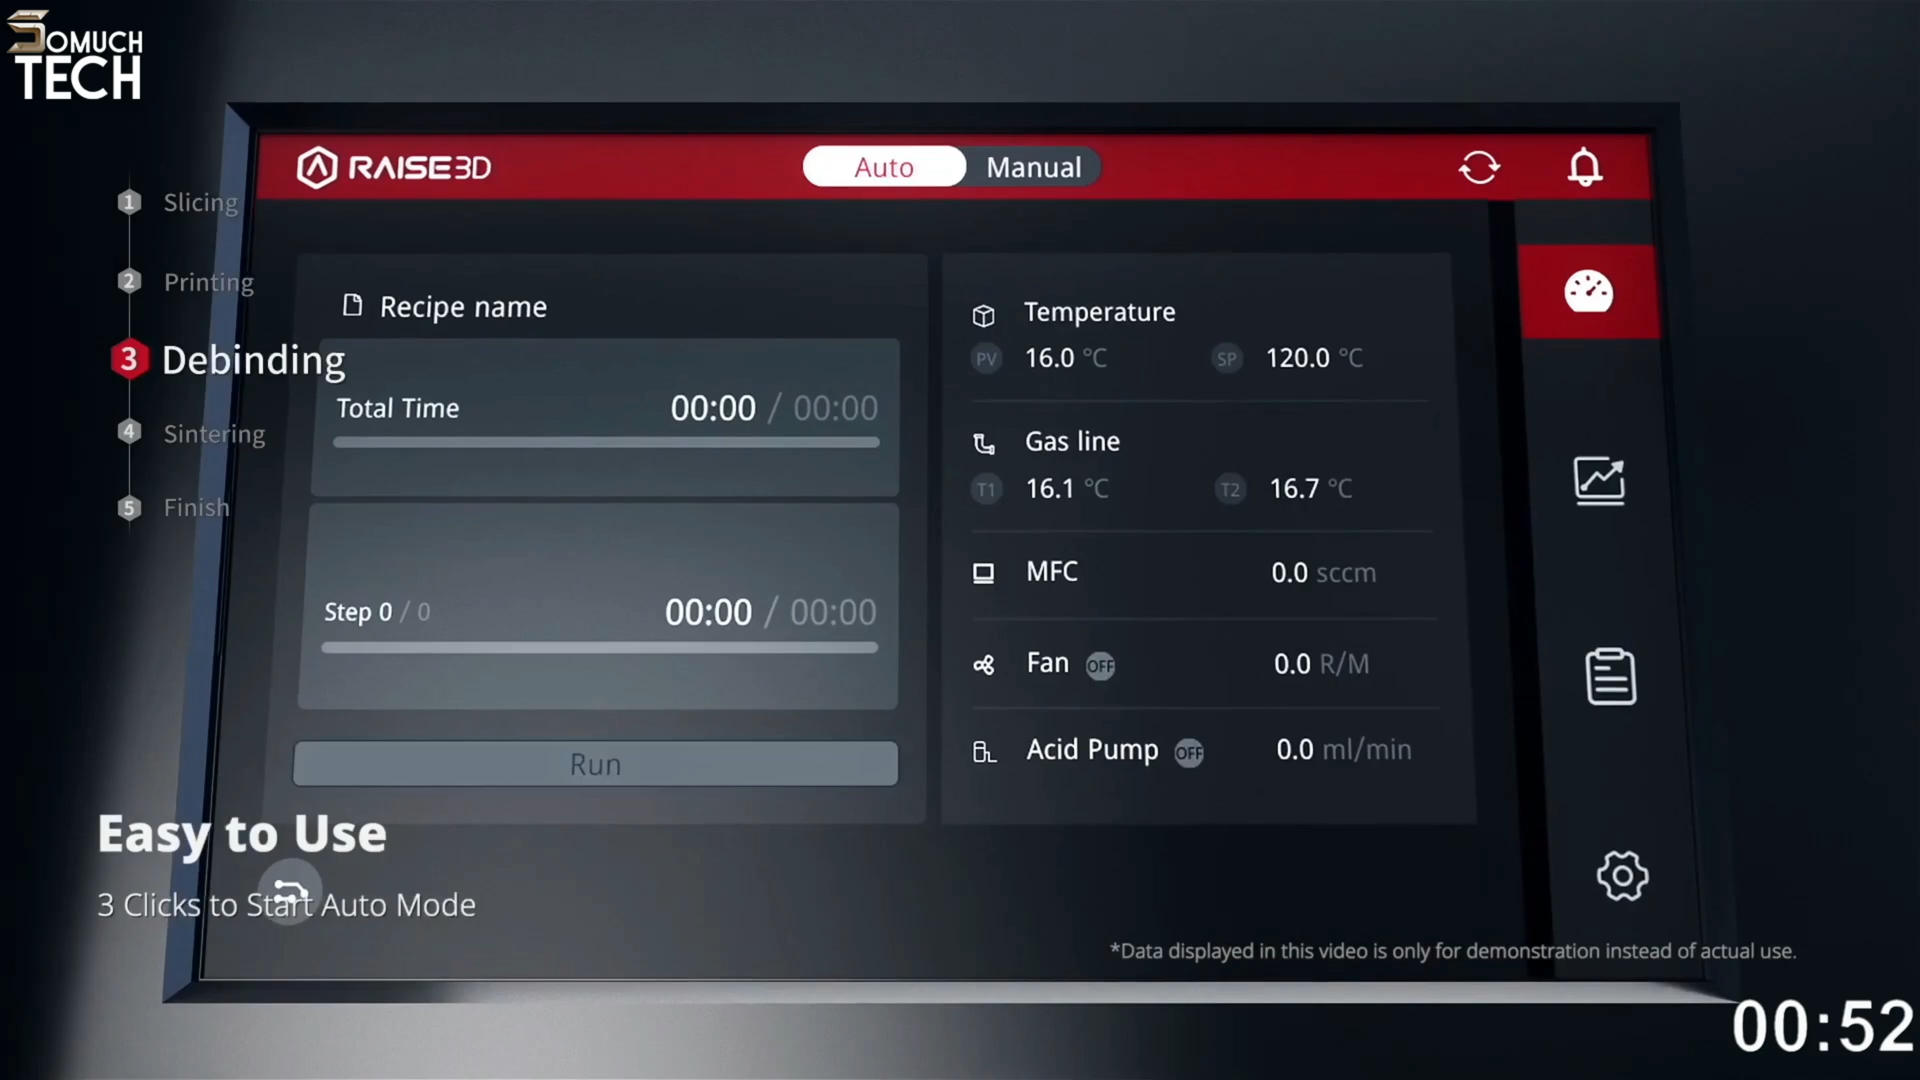 SOMUCH
TECH
RAISE3D
Auto
Manual
1 Slicing
2 Printing
3 Debinding
4 Sintering
5 Finish
Recipe name
Total Time 00:00 / 00:00
Step 0 / 0 00:00 / 00:00
Run
Temperature
PV 16.0 °C SP 120.0 °C
Gas line
T1 16.1 °C T2 16.7 °C
MFC 0.0 sccm
Fan OFF 0.0 R/M
Acid Pump OFF 0.0 ml/min
Easy to Use
3 Clicks to Start Auto Mode
*Data displayed in this video is only for demonstration instead of actual use.
00:52